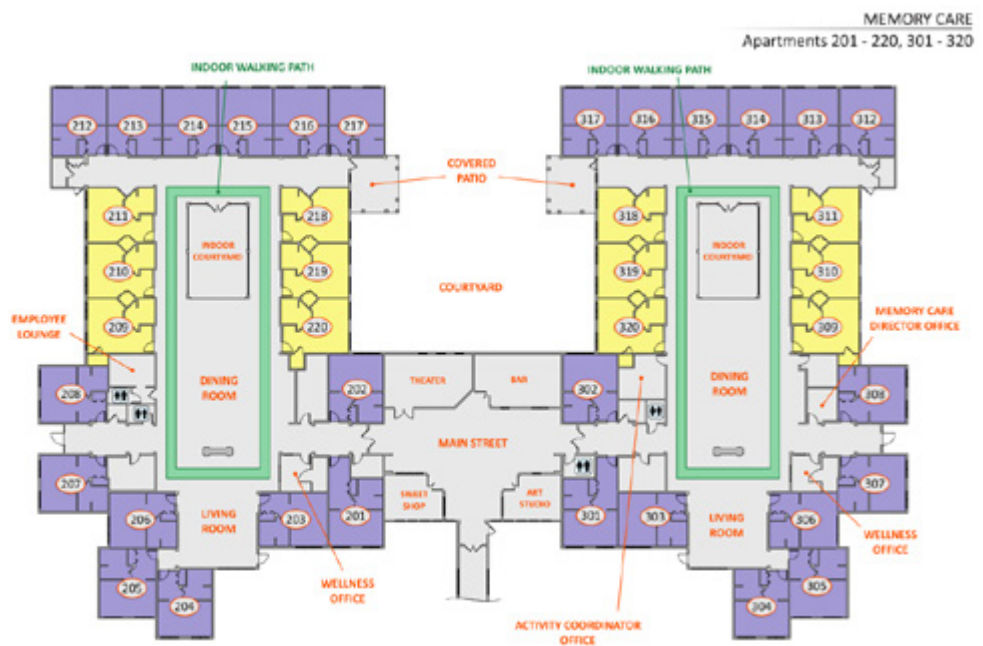 MEMORY CARE
Apartments 201 - 220, 301 - 320
INDOOR WALKING PATH
INDOOR WALKING PATH
212
213
214
215
216
217
317
316
315
314
313
312
COVERED
PATIO
211
218
318
311
INDOOR
COURTYARD
INDOOR
COURTYARD
210
219
319
310
COURTYARD
EMPLOYEE
LOUNGE
209
220
320
309
MEMORY CARE
DIRECTOR OFFICE
208
DINING
ROOM
202
THEATER
BAR
302
DINING
ROOM
308
MAIN STREET
207
SWEET
SHOP
ART
STUDIO
307
206
LIVING
ROOM
203
201
301
303
LIVING
ROOM
306
WELLNESS
OFFICE
205
204
WELLNESS
OFFICE
304
305
ACTIVITY COORDINATOR
OFFICE